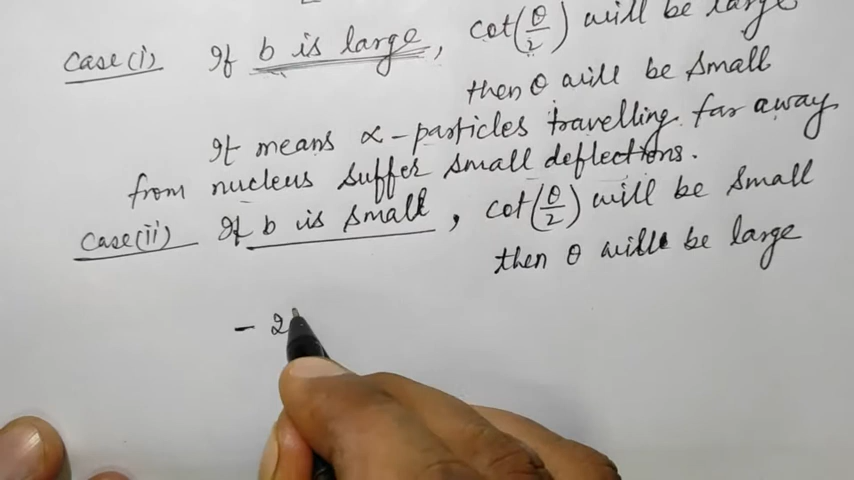 Case(i) If b is large, cot(θ/2) will be large
then θ will be small
It means α-particles travelling far away
from nucleus suffer small deflections.
Case(ii) If b is small, cot(θ/2) will be small
then θ will be large
-